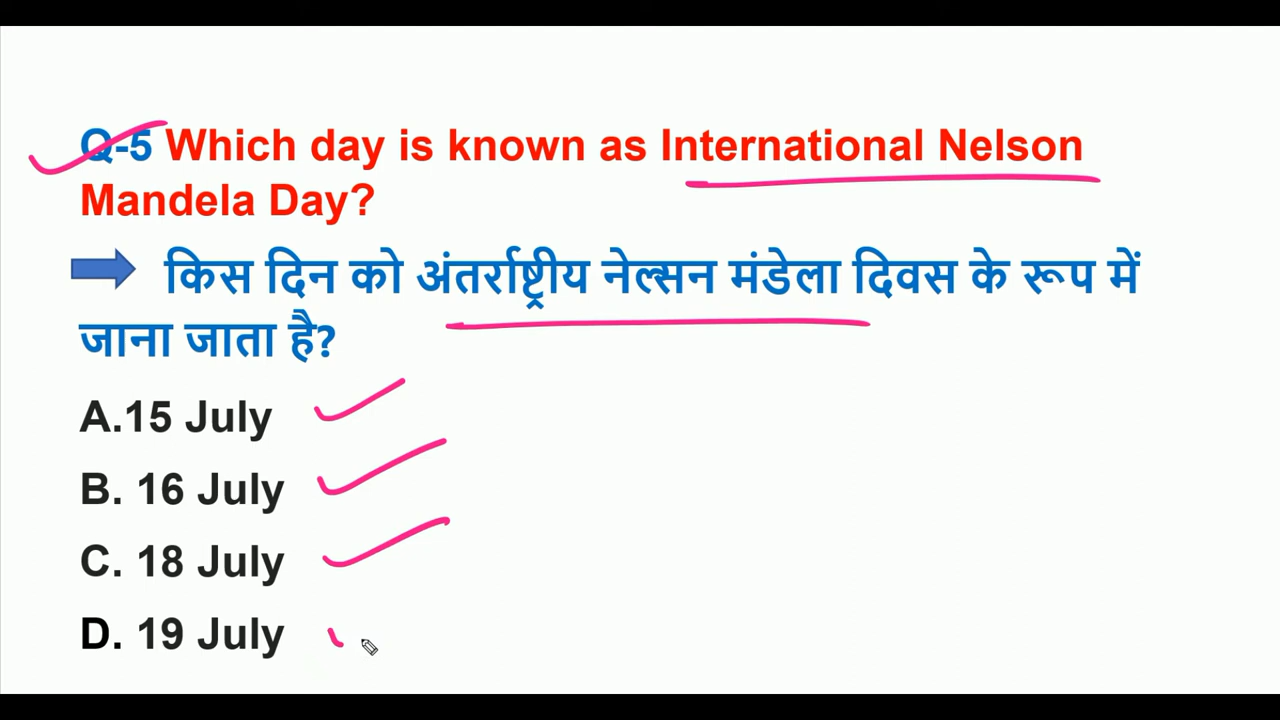 Q-5 Which day is known as International Nelson
Mandela Day?
किस दिन को अंतर्राष्ट्रीय नेल्सन मंडेला दिवस के रूप में
जाना जाता है?
A.15 July
B. 16 July
C. 18 July
D. 19 July